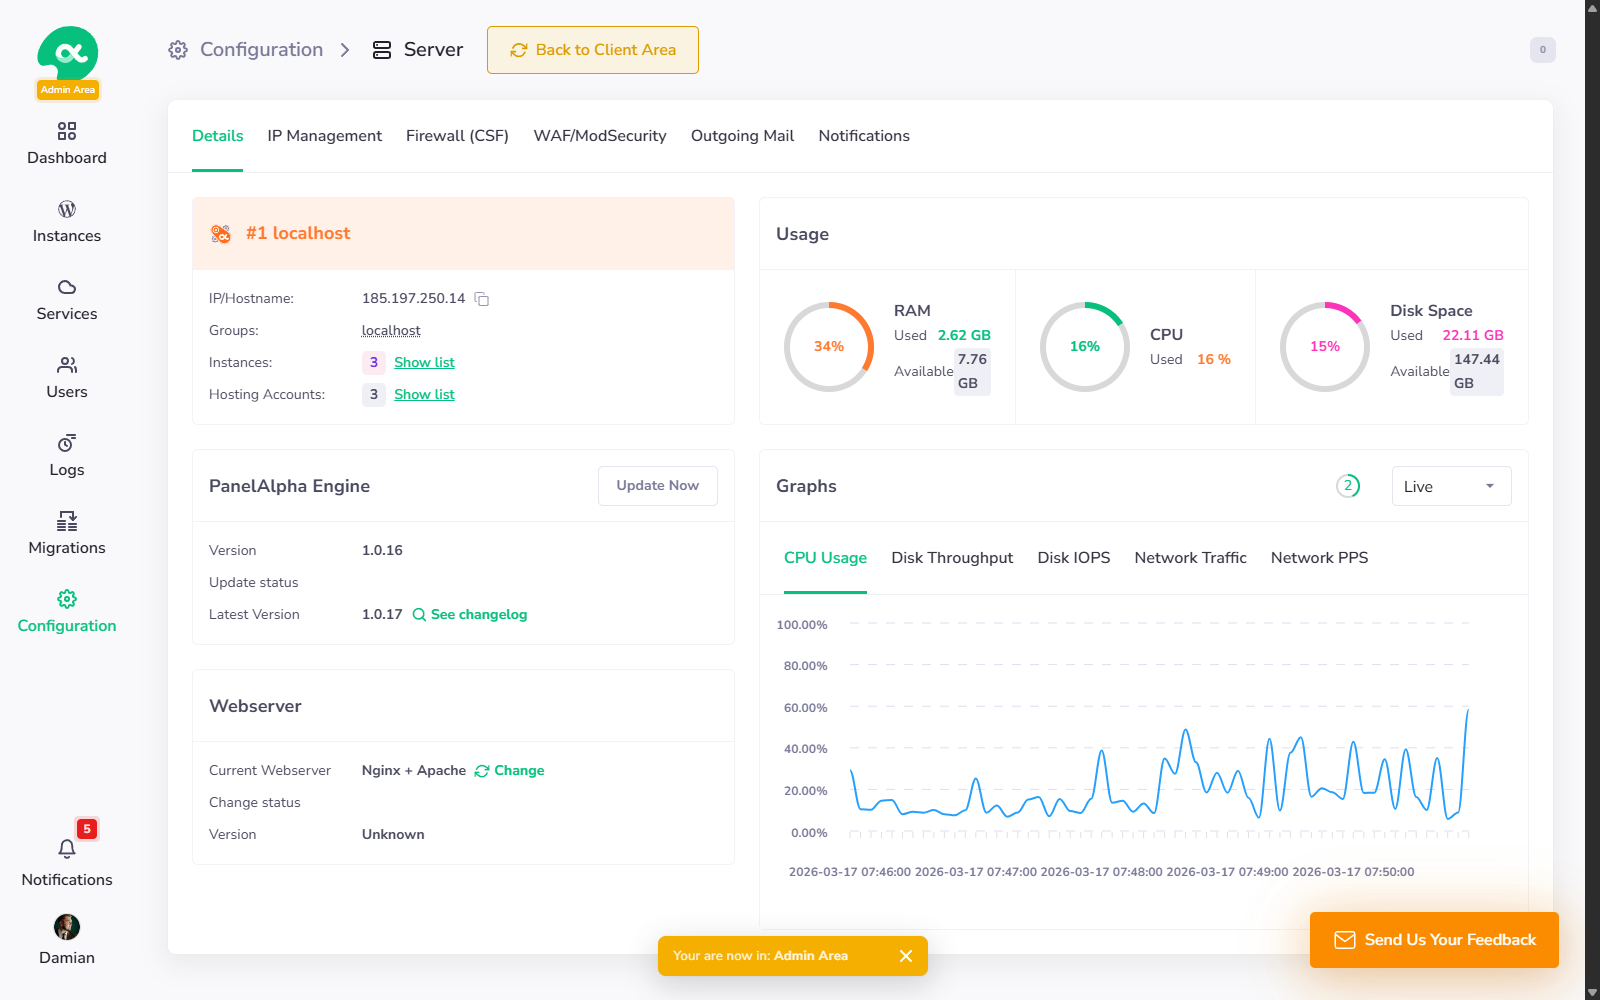 Admin Area
Dashboard
Instances
Services
Users
Logs
Migrations
Configuration
5
Notifications
Damian
Configuration
Server
Back to Client Area
0
Details
IP Management
Firewall (CSF)
WAF/ModSecurity
Outgoing Mail
Notifications
#1 localhost
IP/Hostname: 185.197.250.14
Groups: localhost
Instances: 3 Show list
Hosting Accounts: 3 Show list
Usage
34%
RAM
Used 2.62 GB
Available 7.76 GB
16%
CPU
Used 16 %
15%
Disk Space
Used 22.11 GB
Available 147.44 GB
PanelAlpha Engine
Update Now
Version 1.0.16
Update status
Latest Version 1.0.17 See changelog
Webserver
Current Webserver Nginx + Apache Change
Change status
Version Unknown
Graphs
2
Live
CPU Usage
Disk Throughput
Disk IOPS
Network Traffic
Network PPS
100.00%
80.00%
60.00%
40.00%
20.00%
0.00%
2026-03-17 07:46:00 2026-03-17 07:47:00 2026-03-17 07:48:00 2026-03-17 07:49:00 2026-03-17 07:50:00
Your are now in: Admin Area
Send Us Your Feedback